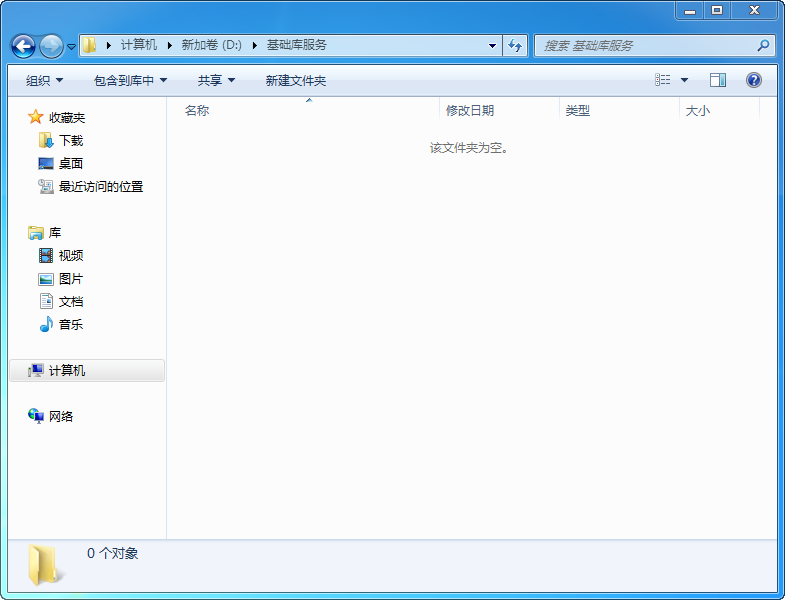 计算机 新加卷 (D:) 基础库服务
搜索 基础库服务
组织 包含到库中 共享 新建文件夹
名称 修改日期 类型 大小
该文件夹为空。
收藏夹
下载
桌面
最近访问的位置
库
视频
图片
文档
音乐
计算机
网络
0 个对象